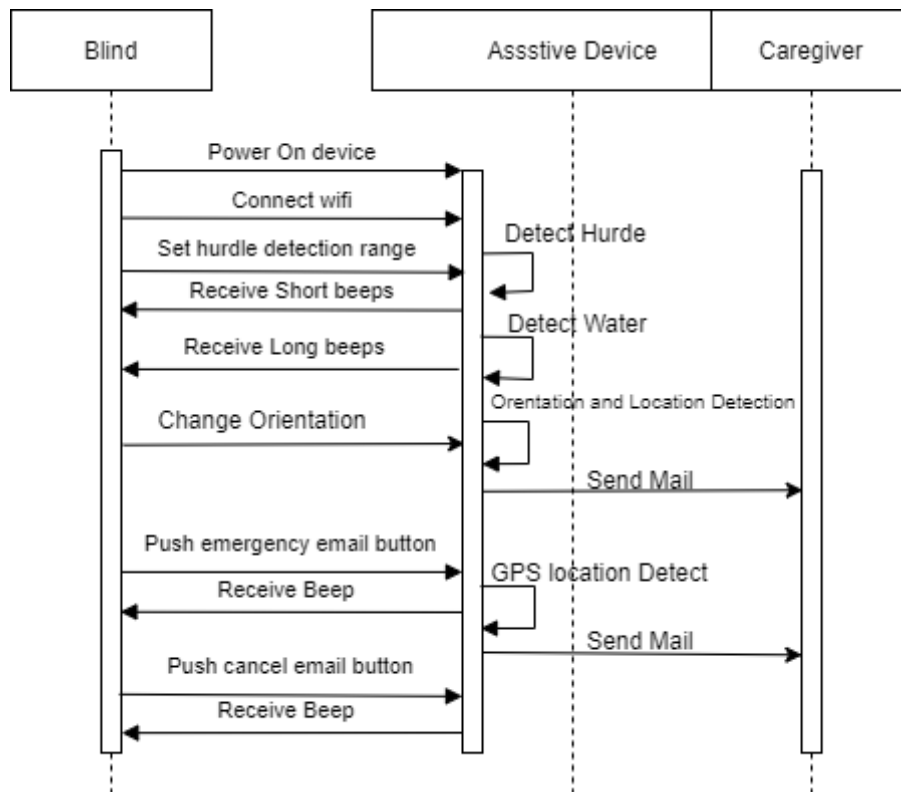 Blind
Assstive Device
Caregiver
Power On device
Connect wifi
Detect Hurde
Set hurdle detection range
Receive Short beeps
Detect Water
Receive Long beeps
Orentation and Location Detection
Change Orientation
Send Mail
Push emergency email button
GPS location Detect
Receive Beep
Send Mail
Push cancel email button
Receive Beep